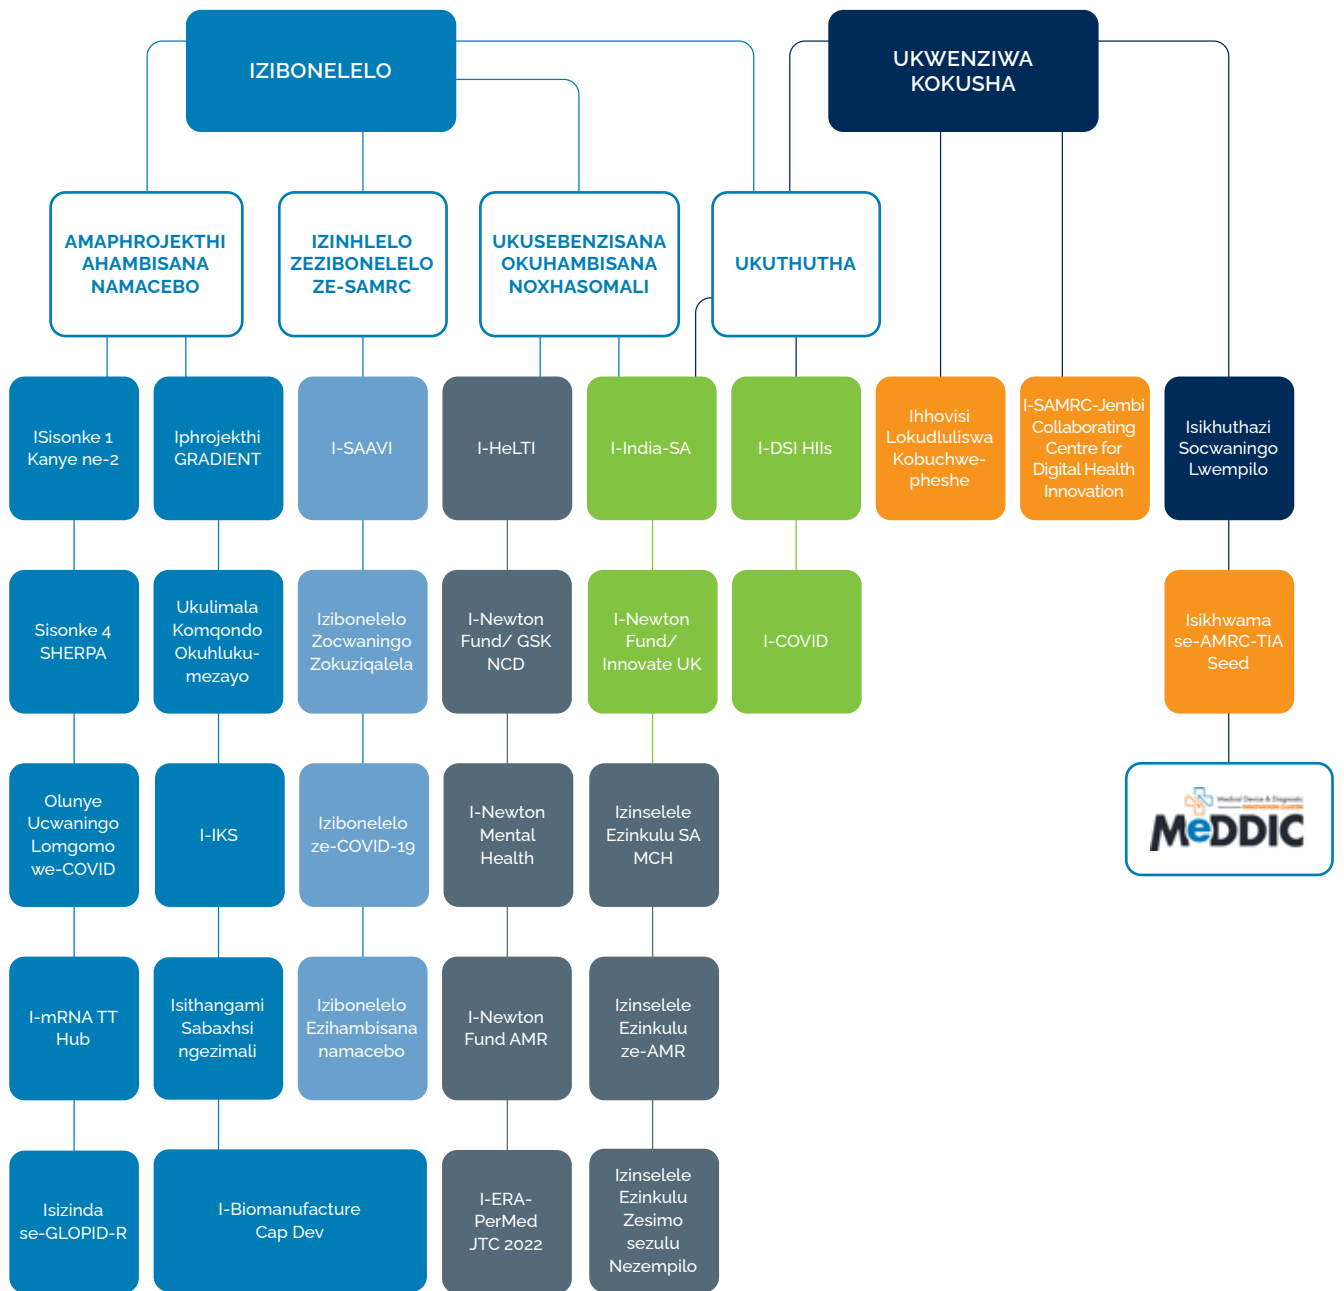 IZIBONELELO
UKWENZIWA
KOKUSHA
AMAPHROJEKTHI
AHAMBISANA
NAMACEBO
IZINHLELO
ZEZIBONELELO
ZE-SAMRC
UKUSEBENZISANA
OKUHAMBISANA
NOXHASOMALI
UKUTHUTHA
ISisonke 1
Kanye ne-2
Iphrojekthi
GRADIENT
I-SAAVI
I-HeLTI
I-India-SA
I-DSI HIIs
Ihhovisi
Lokudluliswa
Kobuchwe-
pheshe
I-SAMRC-Jembi
Collaborating
Centre for
Digital Health
Innovation
Isikhuthazi
Socwaningo
Lwempilo
Sisonke 4
SHERPA
Ukulimala
Komqondo
Okuhluku-
mezayo
Izibonelelo
Zocwaningo
Zokuziqalela
I-Newton
Fund/ GSK
NCD
I-Newton
Fund/
Innovate UK
I-COVID
Isikhwama
se-AMRC-TIA
Seed
Olunye
Ucwaningo
Lomgomo
we-COVID
I-IKS
Izibonelelo
ze-COVID-19
I-Newton
Mental
Health
Izinselele
Ezinkulu SA
MCH
Medical Device & Diagnostic
INNOVATION CLUSTER
MeDDIC
I-mRNA TT
Hub
Isithangami
Sabaxhsi
ngezimali
Izibonelelo
Ezihambisana
namacebo
I-Newton
Fund AMR
Izinselele
Ezinkulu
ze-AMR
Isizinda
se-GLOPID-R
I-Biomanufacture
Cap Dev
I-ERA-
PerMed
JTC 2022
Izinselele
Ezinkulu
Zesimo
sezulu
Nezempilo